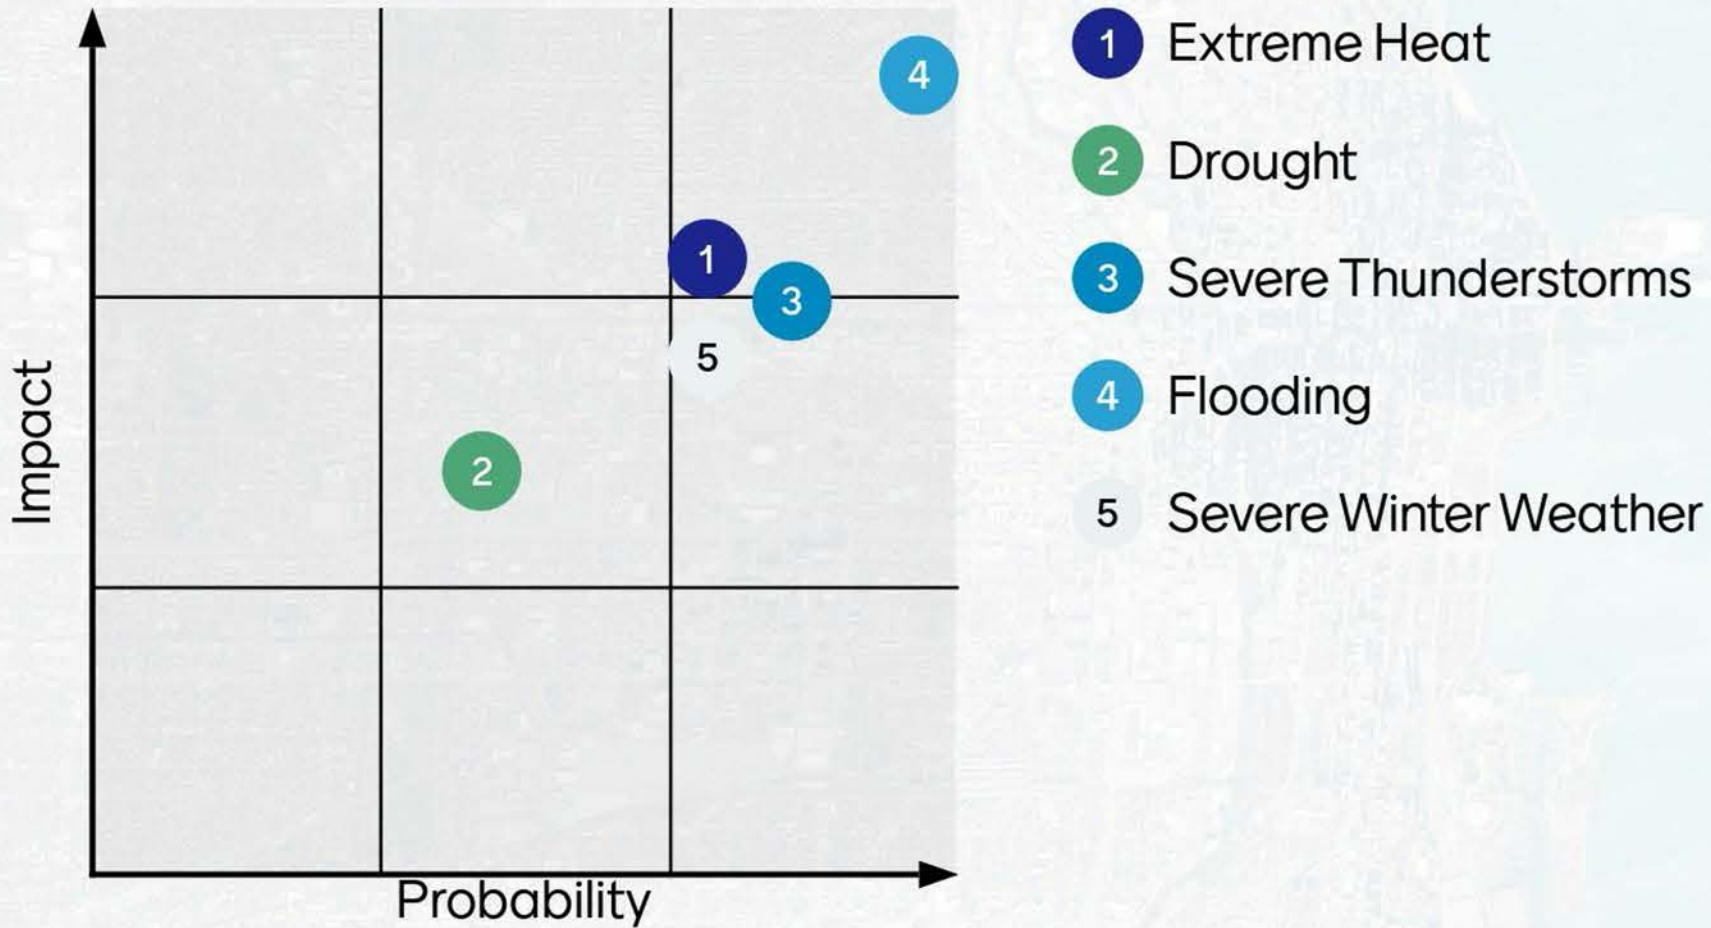 4
1
3
5
2
Impact
Probability
1 Extreme Heat
2 Drought
3 Severe Thunderstorms
4 Flooding
5 Severe Winter Weather